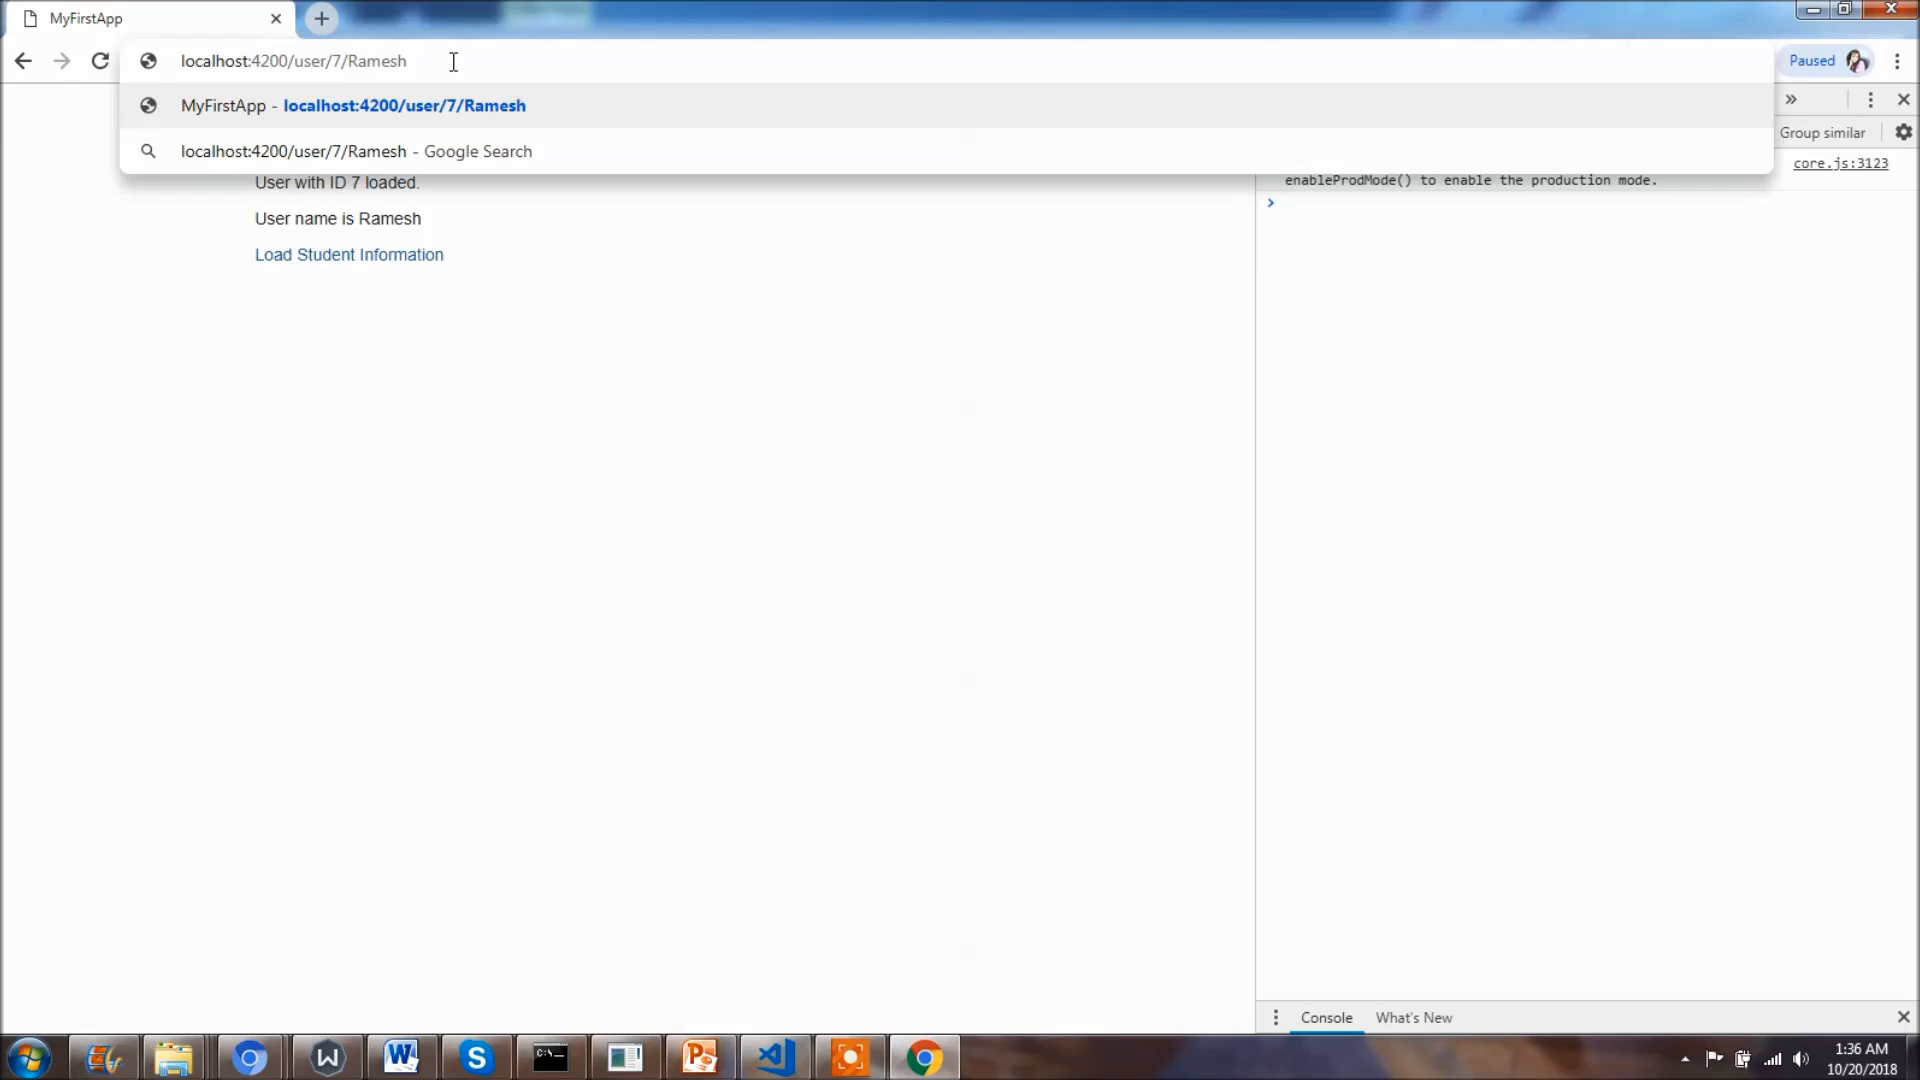 MyFirstApp
localhost:4200/user/7/Ramesh
Paused
MyFirstApp - localhost:4200/user/7/Ramesh
localhost:4200/user/7/Ramesh - Google Search
Group similar
core.js:3123
enableProdMode() to enable the production mode.
User with ID 7 loaded.
User name is Ramesh
Load Student Information
Console What's New
1:36 AM
10/20/2018